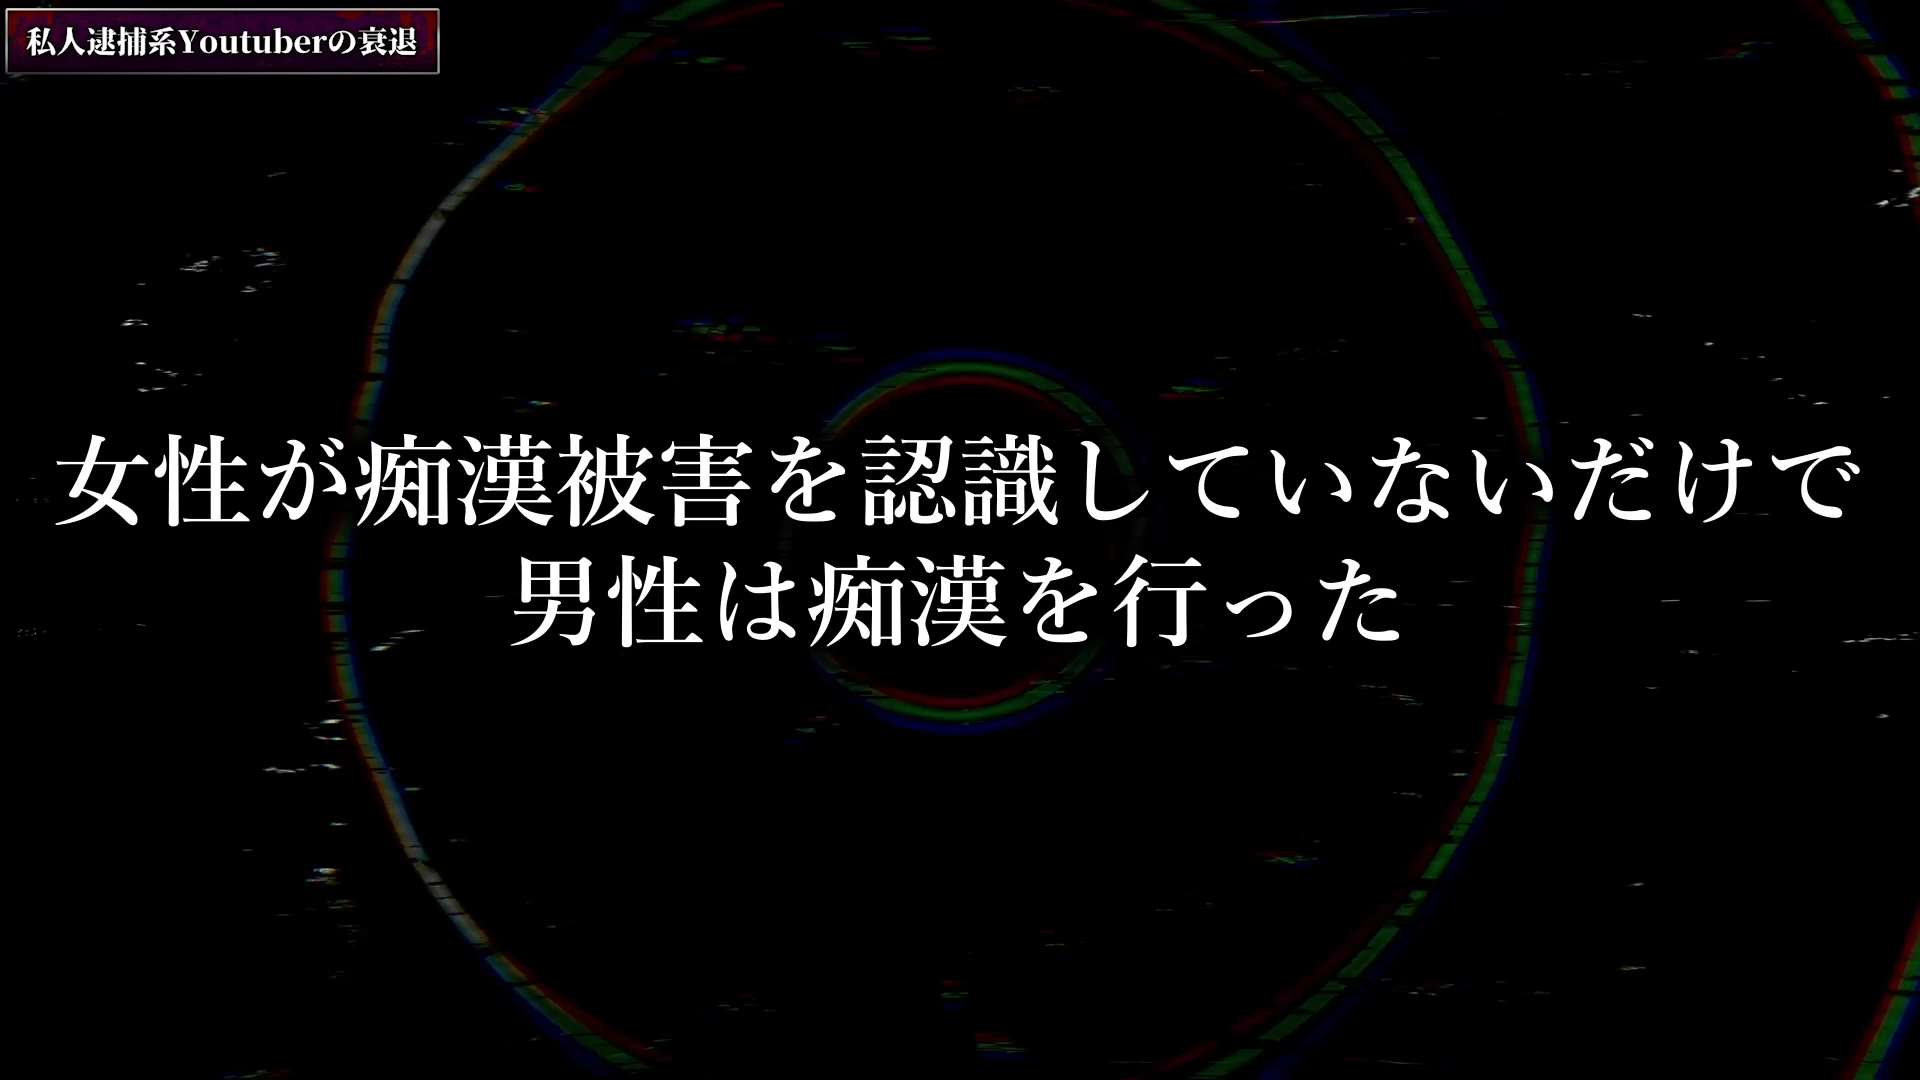 私人逮捕系Youtuberの衰退
女性が痴漢被害を認識していないだけで
男性は痴漢を行った